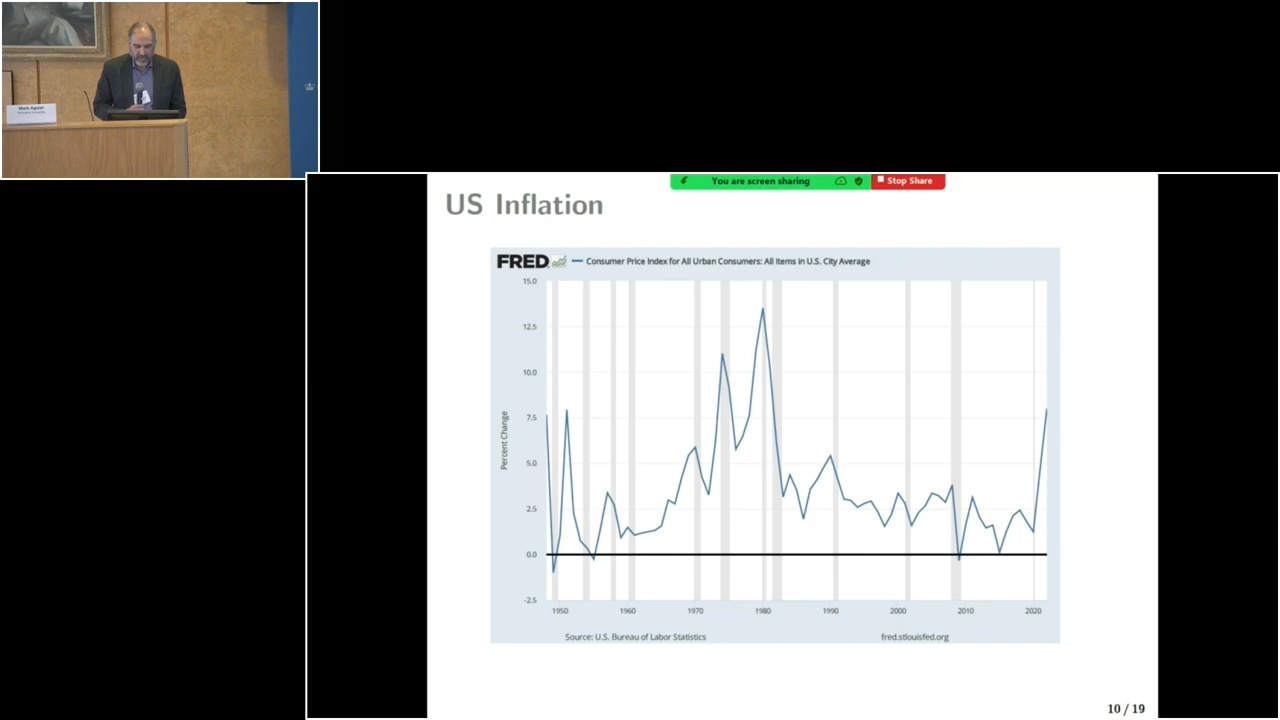 Mark Aguiar
You are screen sharing
Stop Share
US Inflation
FRED
Consumer Price Index for All Urban Consumers: All Items in U.S. City Average
15.0
12.5
10.0
7.5
5.0
2.5
0.0
-2.5
Percent Change
1950 1960 1970 1980 1990 2000 2010 2020
Source: U.S. Bureau of Labor Statistics
fred.stlouisfed.org
10 / 19